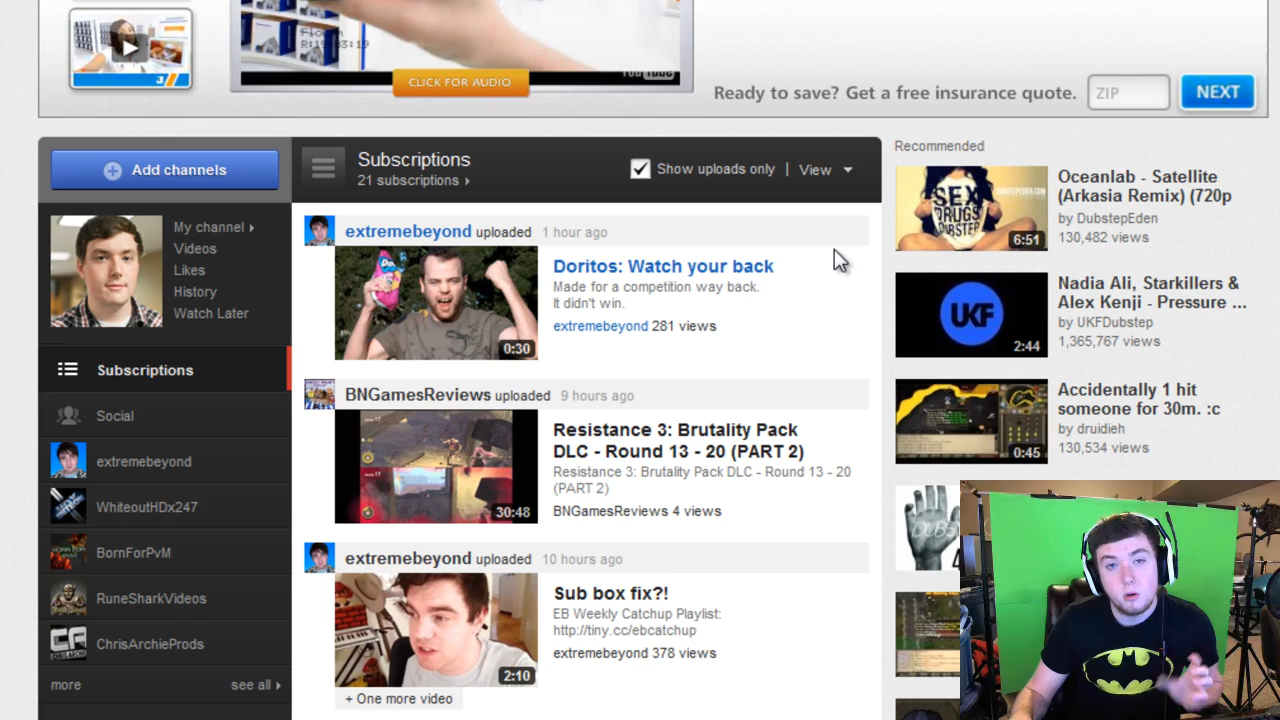 R:19:03:19
YouTube
CLICK FOR AUDIO
Ready to save? Get a free insurance quote.
ZIP
NEXT
Add channels
My channel
Videos
Likes
History
Watch Later
Subscriptions
Social
extremebeyond
WhiteoutHDx247
BornForPvM
RuneSharkVideos
ChrisArchieProds
more
see all
Subscriptions
21 subscriptions
Show uploads only | View
extremebeyond uploaded 1 hour ago
0:30
Doritos: Watch your back
Made for a competition way back.
It didn't win.
extremebeyond 281 views
BNGamesReviews uploaded 9 hours ago
30:48
Resistance 3: Brutality Pack
DLC - Round 13 - 20 (PART 2)
Resistance 3: Brutality Pack DLC - Round 13 - 20
(PART 2)
BNGamesReviews 4 views
extremebeyond uploaded 10 hours ago
2:10
Sub box fix?!
EB Weekly Catchup Playlist:
http://tiny.cc/ebcatchup
extremebeyond 378 views
+ One more video
Recommended
SEX
DRUGS
DUBSTEP
6:51
Oceanlab - Satellite
(Arkasia Remix) (720p
by DubstepEden
130,482 views
UKF
2:44
Nadia Ali, Starkillers &
Alex Kenji - Pressure ...
by UKFDubstep
1,365,767 views
0:45
Accidentally 1 hit
someone for 30m. :c
by druidieh
130,534 views